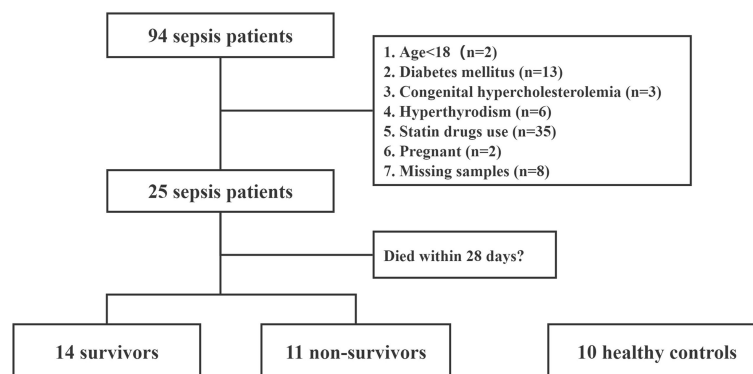 94 sepsis patients
1. Age<18（n=2)
2. Diabetes mellitus (n=13)
3. Congenital hypercholesterolemia (n=3)
4. Hyperthyrodism (n=6)
5. Statin drugs use (n=35)
6. Pregnant (n=2)
7. Missing samples (n=8)
25 sepsis patients
Died within 28 days?
14 survivors
11 non-survivors
10 healthy controls